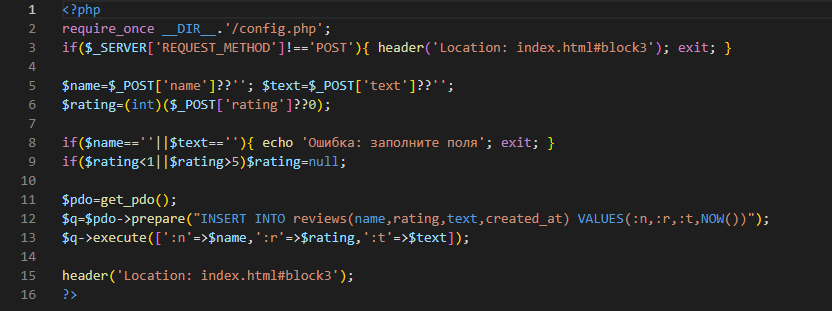 1 <?php
2 require_once __DIR__.'/config.php';
3 if($_SERVER['REQUEST_METHOD']!=='POST'){ header('Location: index.html#block3'); exit; }
4
5 $name=$_POST['name']??''; $text=$_POST['text']??'';
6 $rating=(int)($_POST['rating']??0);
7
8 if($name==''||$text==''){ echo 'Ошибка: заполните поля'; exit; }
9 if($rating<1||$rating>5)$rating=null;
10
11 $pdo=get_pdo();
12 $q=$pdo->prepare("INSERT INTO reviews(name,rating,text,created_at) VALUES(:n,:r,:t,NOW())");
13 $q->execute([':n'=>$name,':r'=>$rating,':t'=>$text]);
14
15 header('Location: index.html#block3');
16 ?>